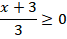 x + 3 / 3 ≥ 0